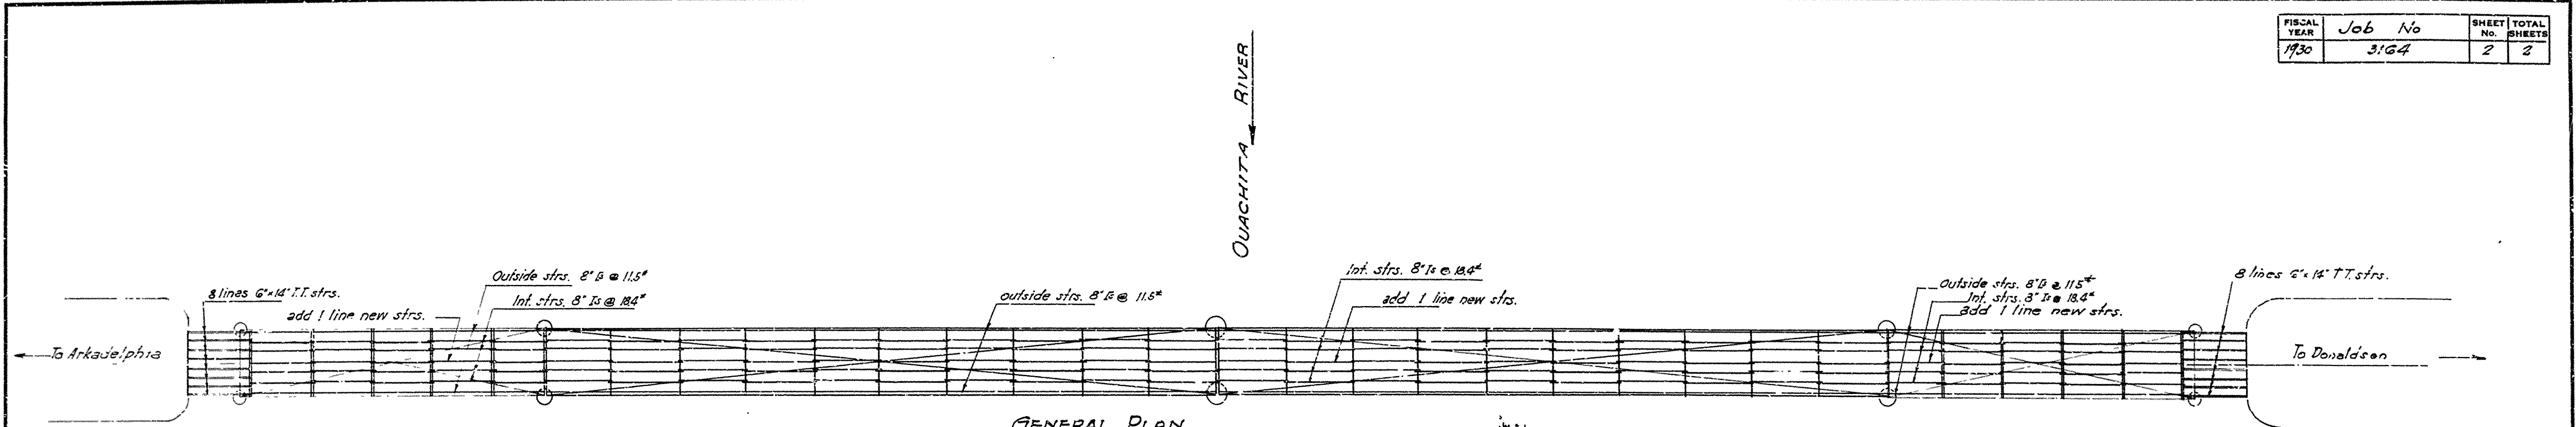 FISCAL YEAR Job No SHEET No. TOTAL SHEETS
1930 3164 2 2
OUACHITA RIVER
8 lines 6"x14" T.T. strs.
add 1 line new strs.
Outside strs. 8" [s @ 11.5#
Int. strs. 8" Is @ 18.4#
outside strs. 8" [s @ 11.5#
Int. strs. 8" Is @ 18.4#
add 1 line new strs.
Outside strs. 8" [s @ 11.5#
Int. strs. 8" Is @ 18.4#
add 1 line new strs.
8 lines 6"x14" T.T. strs.
To Arkadelphia
To Donaldson
GENERAL PLAN